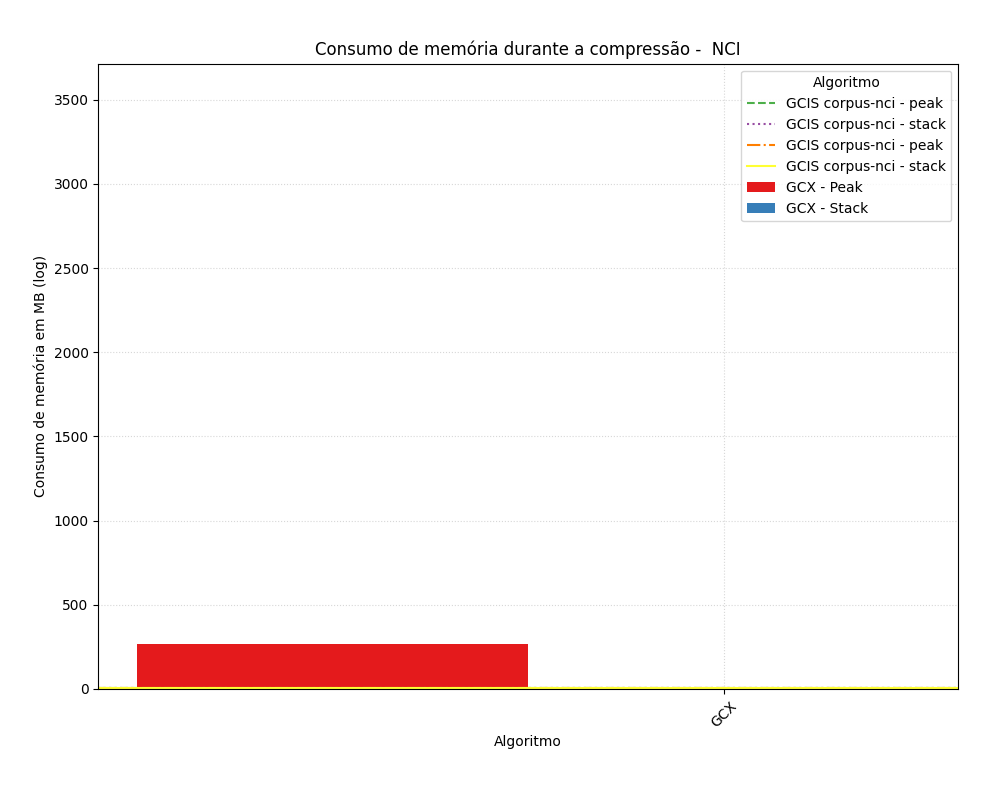 Consumo de memória durante a compressão -  NCI
Algoritmo
GCIS corpus-nci - peak
GCIS corpus-nci - stack
GCIS corpus-nci - peak
GCIS corpus-nci - stack
GCX - Peak
GCX - Stack
Consumo de memória em MB (log)
3500
3000
2500
2000
1500
1000
500
0
GCX
Algoritmo